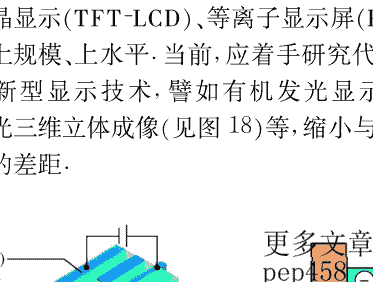 晶显示(TFT-LCD)、等离子显示屏(
上规模、上水平. 当前, 应着手研究代
新型显示技术, 譬如有机发光显示
光三维立体成像(见图 18)等, 缩小与
的差距.
)
更多文章
pep458